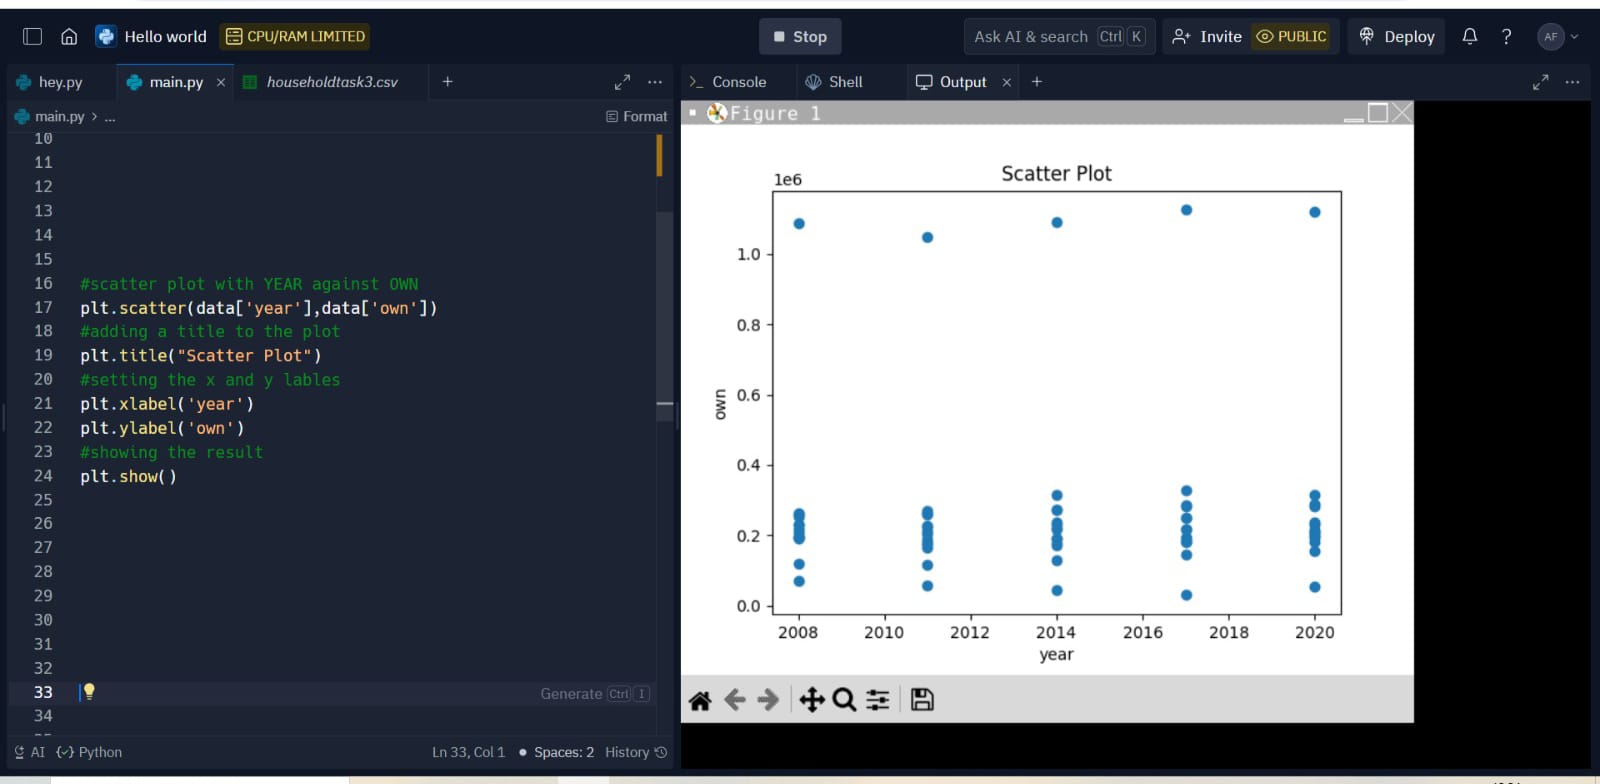 Hello world CPU/RAM LIMITED Stop Ask AI & search Ctrl K Invite PUBLIC Deploy ? AF
hey.py main.py × householdtask3.csv + ...
>_ Console Shell Output × + ...
main.py > ... Format
Figure 1
10
11
12
13
14
15
16 #scatter plot with YEAR against OWN
17 plt.scatter(data['year'],data['own'])
18 #adding a title to the plot
19 plt.title("Scatter Plot")
20 #setting the x and y lables
21 plt.xlabel('year')
22 plt.ylabel('own')
23 #showing the result
24 plt.show()
25
26
27
28
29
30
31
32
33 Generate Ctrl I
34
AI Python Ln 33, Col 1 Spaces: 2 History
Scatter Plot
1e6
1.0
0.8
0.6
0.4
0.2
0.0
own
2008 2010 2012 2014 2016 2018 2020
year